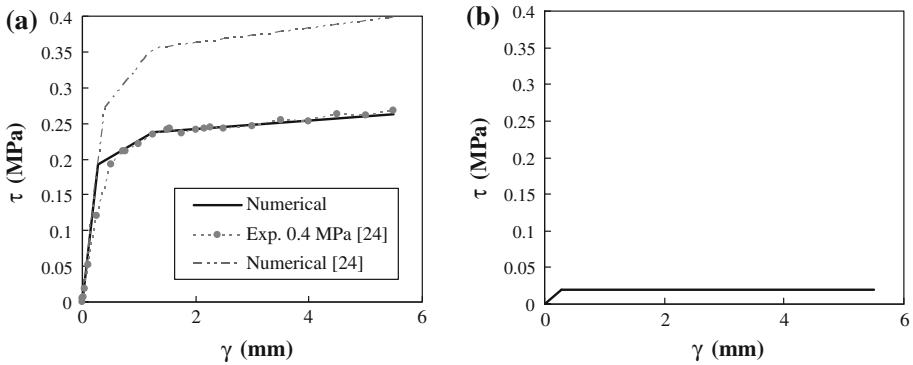 (a)
τ (MPa)
0.4
0.35
0.3
0.25
0.2
0.15
0.1
0.05
0
0 2 4 6
γ (mm)
Numerical
Exp. 0.4 MPa [24]
Numerical [24]
(b)
τ (MPa)
0.4
0.35
0.3
0.25
0.2
0.15
0.1
0.05
0
0 2 4 6
γ (mm)